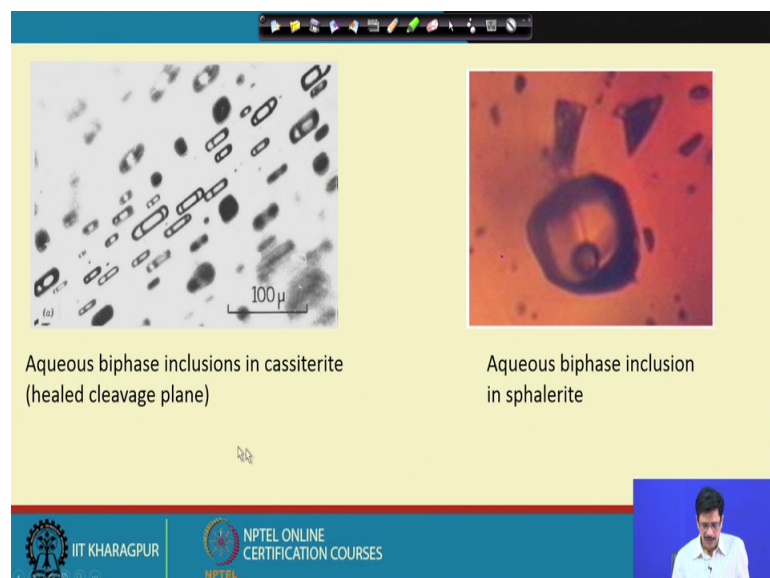 (a)
100 μ
Aqueous biphase inclusions in cassiterite
(healed cleavage plane)
Aqueous biphase inclusion
in sphalerite
IIT KHARAGPUR
NPTEL ONLINE
CERTIFICATION COURSES
NPTEL